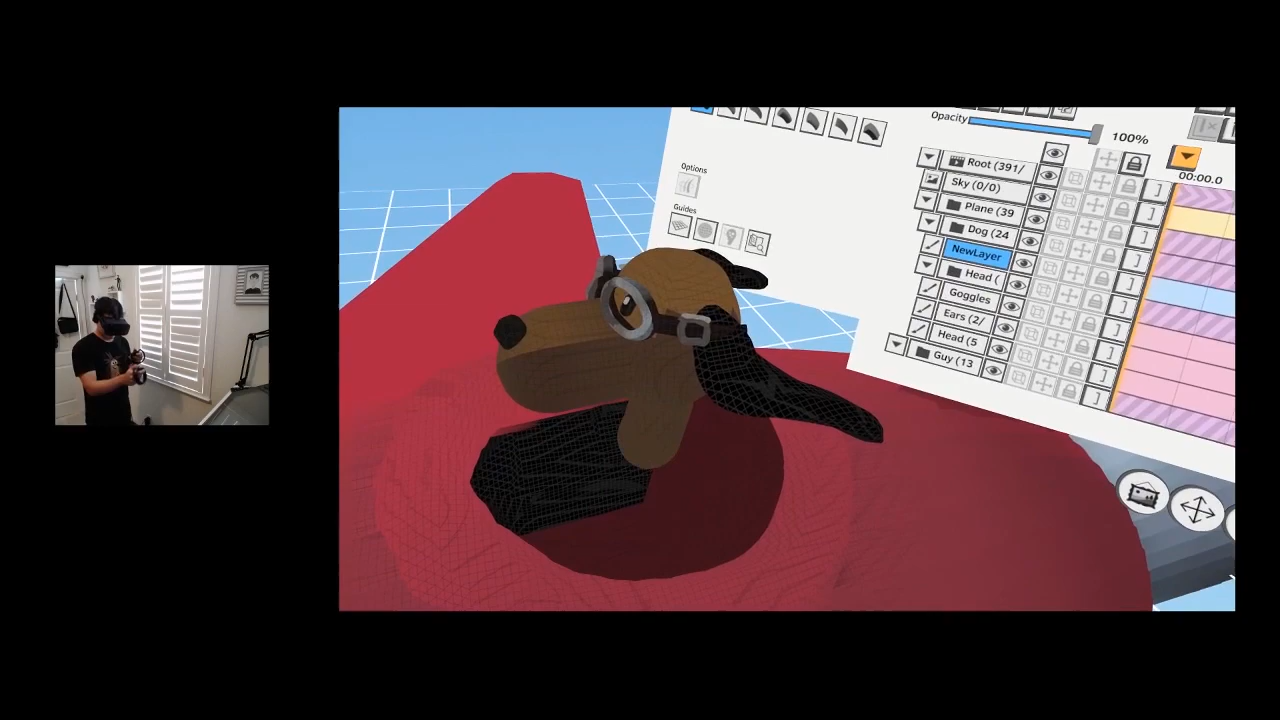 Opacity
100%
Options
Guides
Root (391/
Sky (0/0)
Plane (39
Dog (24
NewLayer
Head (
Goggles
Ears (2/
Head (5
Guy (13
00:00.0